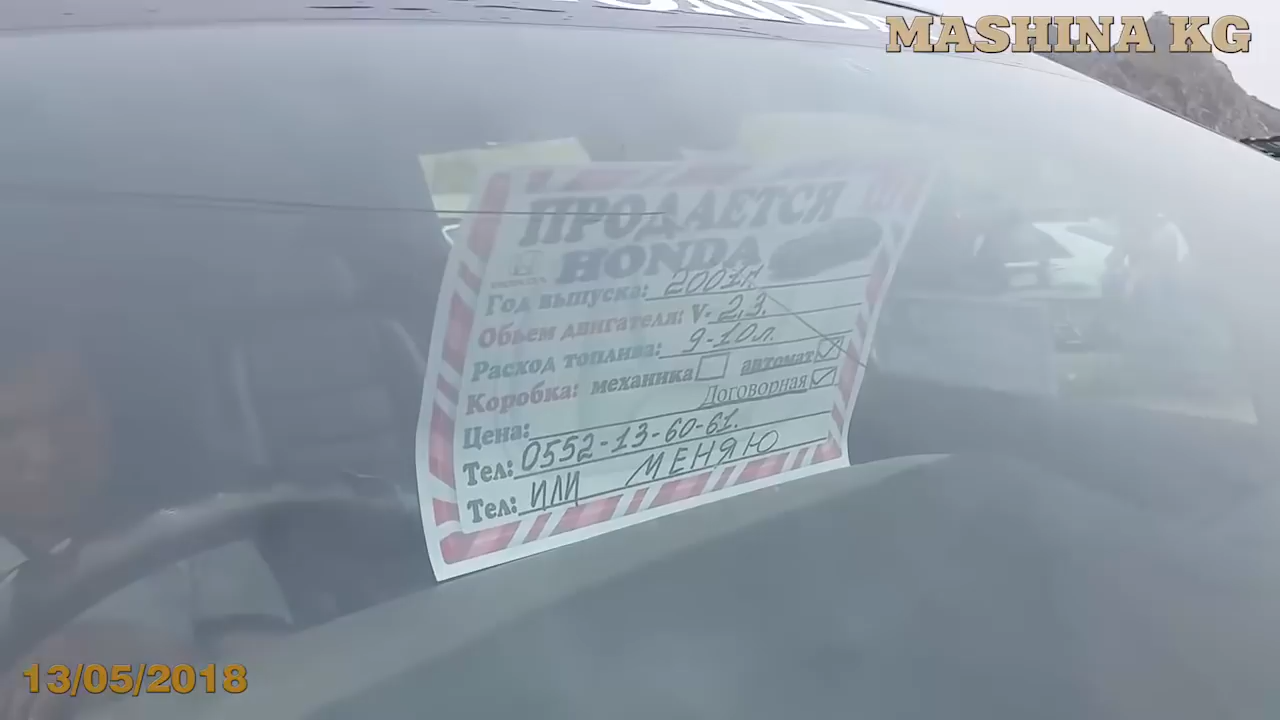 MASHINA KG
ПРОДАЕТСЯ
HONDA
Год выпуска: 2001г.
Объем двигателя: V- 2,3.
Расход топлива: 9-10л.
Коробка: механика автомат
Договорная
Цена:
Тел: 0552-13-60-61.
Тел: ИЛИ МЕНЯЮ
13/05/2018